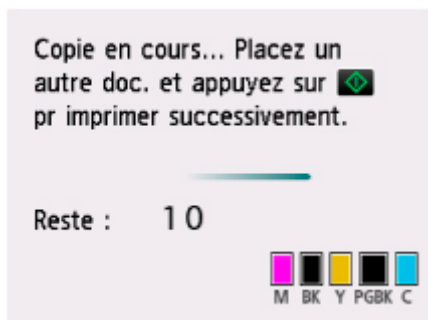 Copie en cours... Placez un
autre doc. et appuyez sur
pr imprimer successivement.
Reste : 10
M BK Y PGBK C